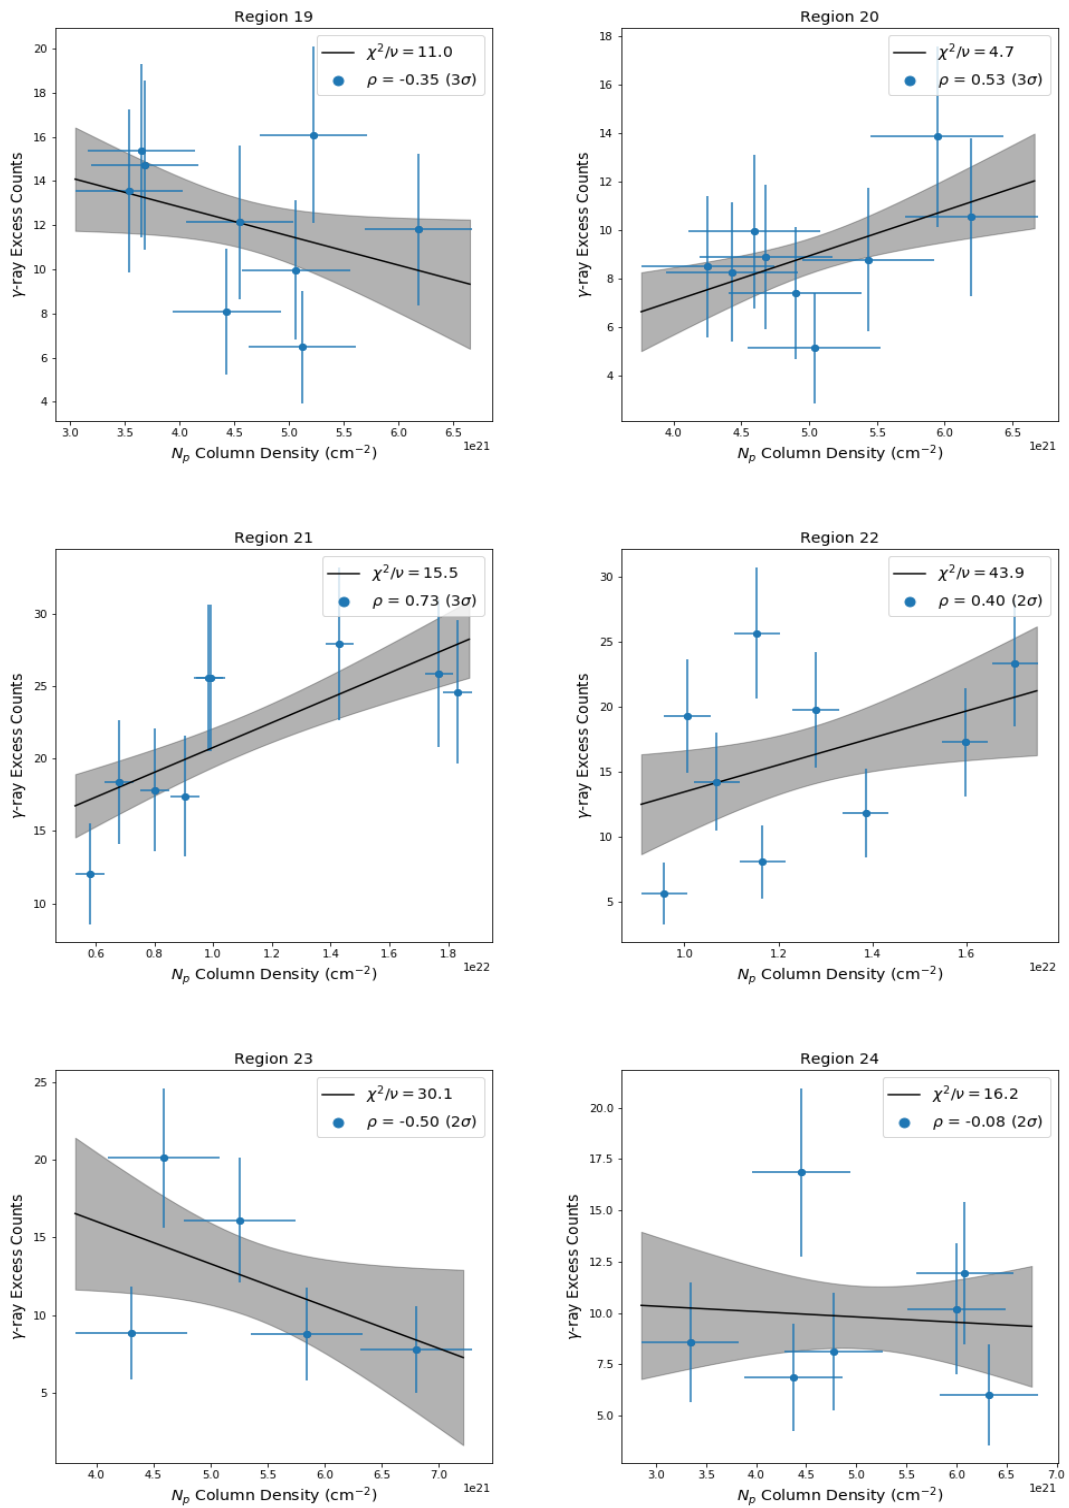 Region 19
χ²/ν = 11.0
ρ = -0.35 (3σ)
γ-ray Excess Counts
20
18
16
14
12
10
8
6
4
3.0 3.5 4.0 4.5 5.0 5.5 6.0 6.5
1e21
Nₚ Column Density (cm⁻²)
Region 20
χ²/ν = 4.7
ρ = 0.53 (3σ)
γ-ray Excess Counts
18
16
14
12
10
8
6
4
4.0 4.5 5.0 5.5 6.0 6.5
1e21
Nₚ Column Density (cm⁻²)
Region 21
χ²/ν = 15.5
ρ = 0.73 (3σ)
γ-ray Excess Counts
30
25
20
15
10
0.6 0.8 1.0 1.2 1.4 1.6 1.8
1e22
Nₚ Column Density (cm⁻²)
Region 22
χ²/ν = 43.9
ρ = 0.40 (2σ)
γ-ray Excess Counts
30
25
20
15
10
5
1.0 1.2 1.4 1.6
1e22
Nₚ Column Density (cm⁻²)
Region 23
χ²/ν = 30.1
ρ = -0.50 (2σ)
γ-ray Excess Counts
25
20
15
10
5
4.0 4.5 5.0 5.5 6.0 6.5 7.0
1e21
Nₚ Column Density (cm⁻²)
Region 24
χ²/ν = 16.2
ρ = -0.08 (2σ)
γ-ray Excess Counts
20.0
17.5
15.0
12.5
10.0
7.5
5.0
3.0 3.5 4.0 4.5 5.0 5.5 6.0 6.5 7.0
1e21
Nₚ Column Density (cm⁻²)